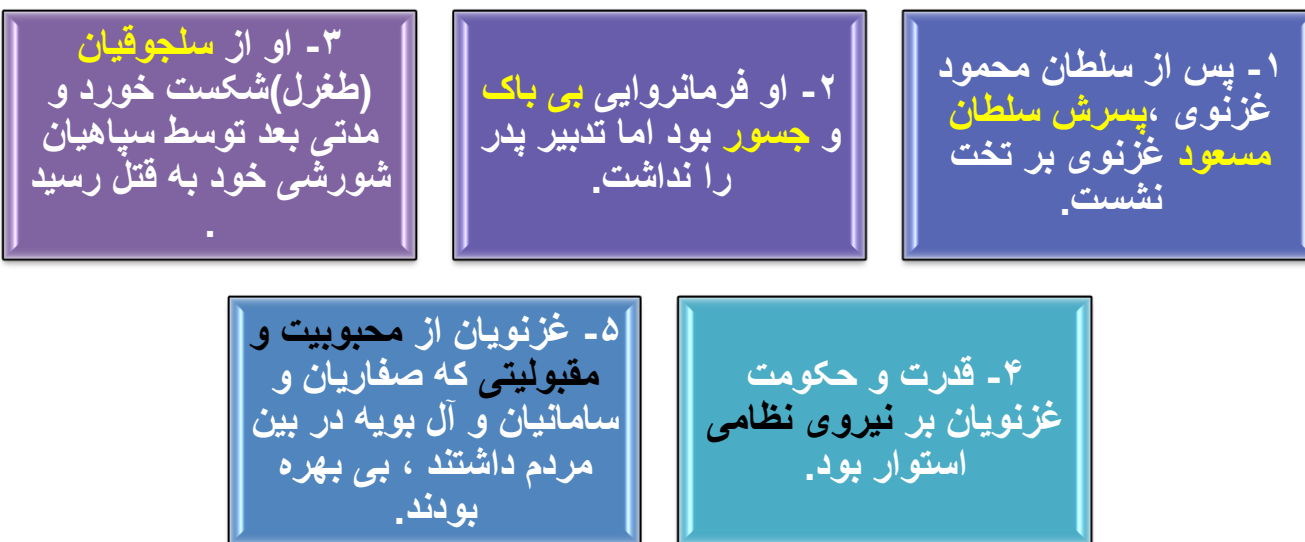 ۱- پس از سلطان محمود
غزنوی ،پسرش سلطان
مسعود غزنوی بر تخت
نشست.
۲- او فرمانروایی بی باک
و جسور بود اما تدبیر پدر
را نداشت.
۳- او از سلجوقیان
(طغرل)شکست خورد و
مدتی بعد توسط سپاهیان
شورشی خود به قتل رسید
.
۴- قدرت و حکومت
غزنویان بر نیروی نظامی
استوار بود.
۵- غزنویان از محبوبیت و
مقبولیتی که صفاریان و
سامانیان و آل بویه در بین
مردم داشتند ، بی بهره
بودند.